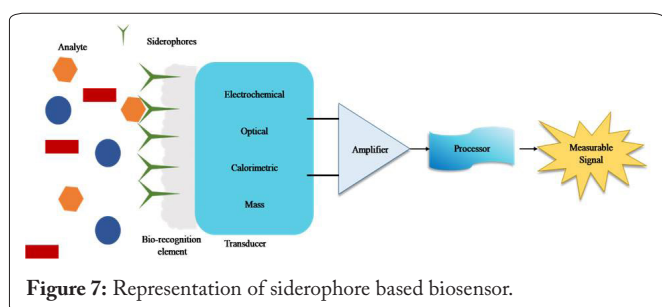 Siderophores
Analyte
Electrochemical
Optical
Calorimetric
Mass
Amplifier
Processor
Measurable
Signal
Bio-recognition
element
Transducer
Figure 7: Representation of siderophore based biosensor.